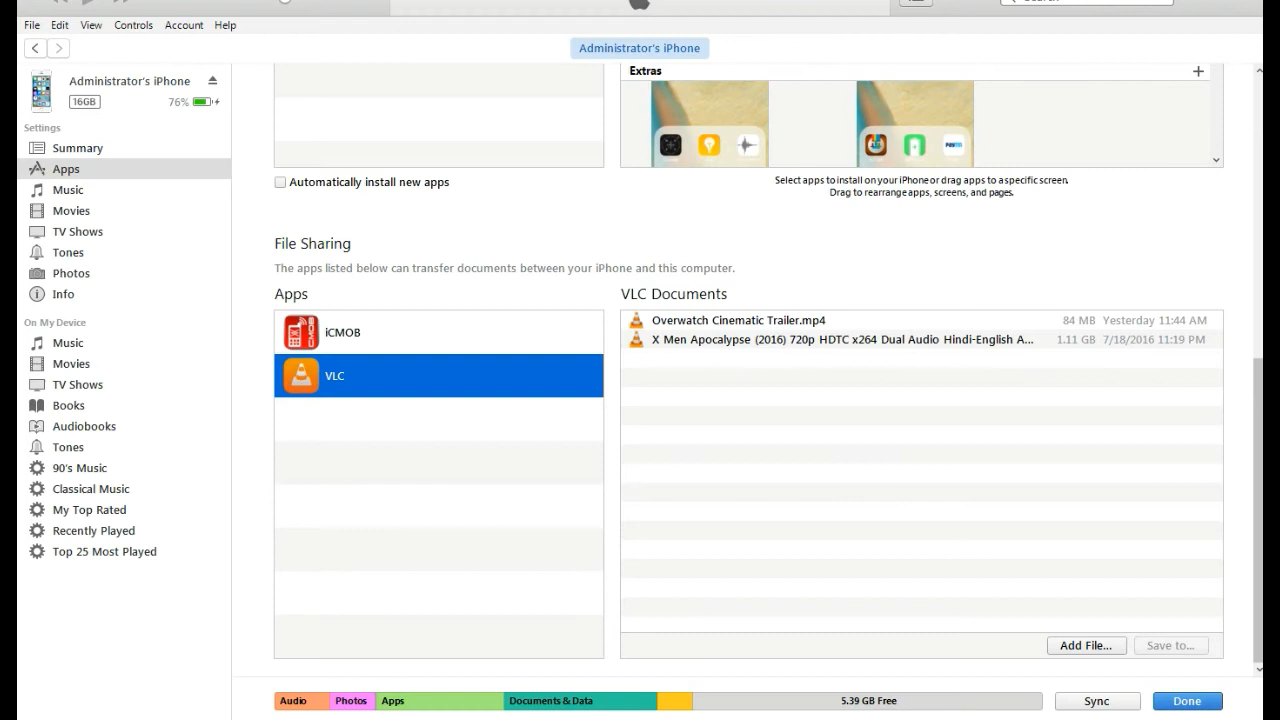 File Edit View Controls Account Help
Administrator's iPhone
Administrator's iPhone
16GB 76%
Settings
Summary
Apps
Music
Movies
TV Shows
Tones
Photos
Info
On My Device
Music
Movies
TV Shows
Books
Audiobooks
Tones
90's Music
Classical Music
My Top Rated
Recently Played
Top 25 Most Played
Extras
Paytm
Automatically install new apps
Select apps to install on your iPhone or drag apps to a specific screen.
Drag to rearrange apps, screens, and pages.
File Sharing
The apps listed below can transfer documents between your iPhone and this computer.
Apps
iCMOB
VLC
VLC Documents
Overwatch Cinematic Trailer.mp4 84 MB Yesterday 11:44 AM
X Men Apocalypse (2016) 720p HDTC x264 Dual Audio Hindi-English A... 1.11 GB 7/18/2016 11:19 PM
Add File... Save to...
Audio Photos Apps Documents & Data 5.39 GB Free Sync Done